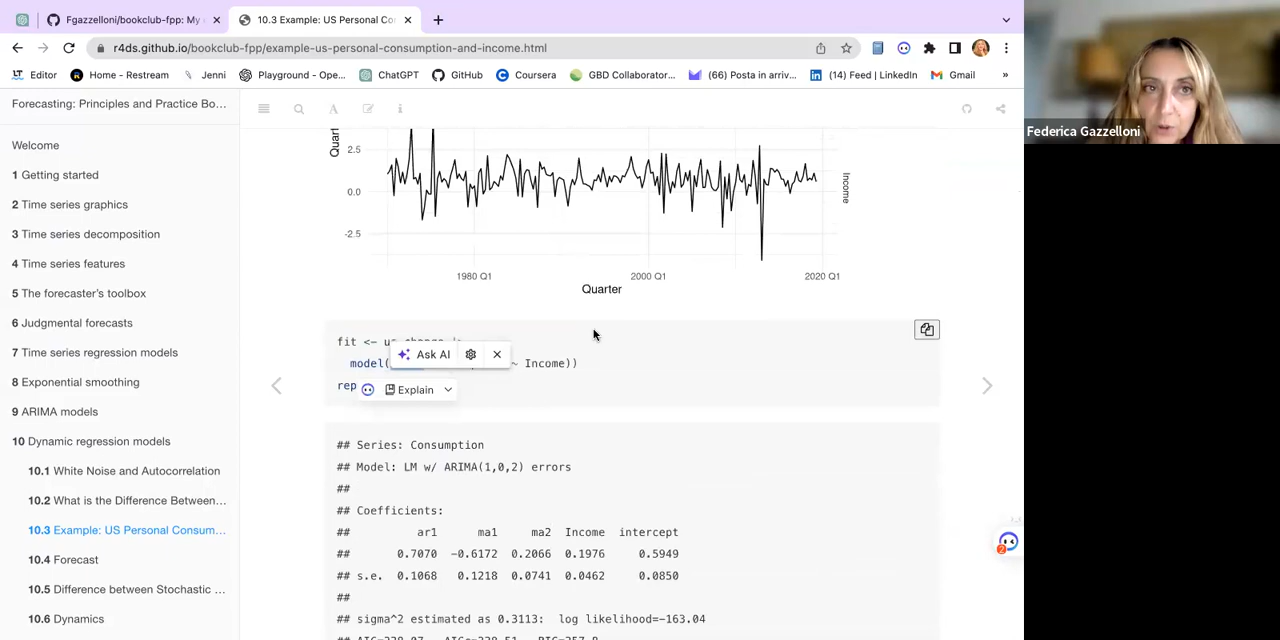 Fgazzelloni/bookclub-fpp: My
10.3 Example: US Personal Co
r4ds.github.io/bookclub-fpp/example-us-personal-consumption-and-income.html
Editor
Home - Restream
Jenni
Playground - Ope...
ChatGPT
GitHub
Coursera
GBD Collaborator...
(66) Posta in arriv...
(14) Feed | LinkedIn
Gmail
»
Federica Gazzelloni
Forecasting: Principles and Practice Bo...
Welcome
1 Getting started
2 Time series graphics
3 Time series decomposition
4 Time series features
5 The forecaster's toolbox
6 Judgmental forecasts
7 Time series regression models
8 Exponential smoothing
9 ARIMA models
10 Dynamic regression models
10.1 White Noise and Autocorrelation
10.2 What is the Difference Between...
10.3 Example: US Personal Consum...
10.4 Forecast
10.5 Difference between Stochastic ...
10.6 Dynamics
Quart
2.5
0.0
-2.5
Income
1980 Q1
2000 Q1
2020 Q1
Quarter
fit <-
model( ~ Income))
rep
Ask AI
Explain
## Series: Consumption
## Model: LM w/ ARIMA(1,0,2) errors
##
## Coefficients:
## ar1 ma1 ma2 Income intercept
## 0.7070 -0.6172 0.2066 0.1976 0.5949
## s.e. 0.1068 0.1218 0.0741 0.0462 0.0850
##
## sigma^2 estimated as 0.3113: log likelihood=-163.04
2